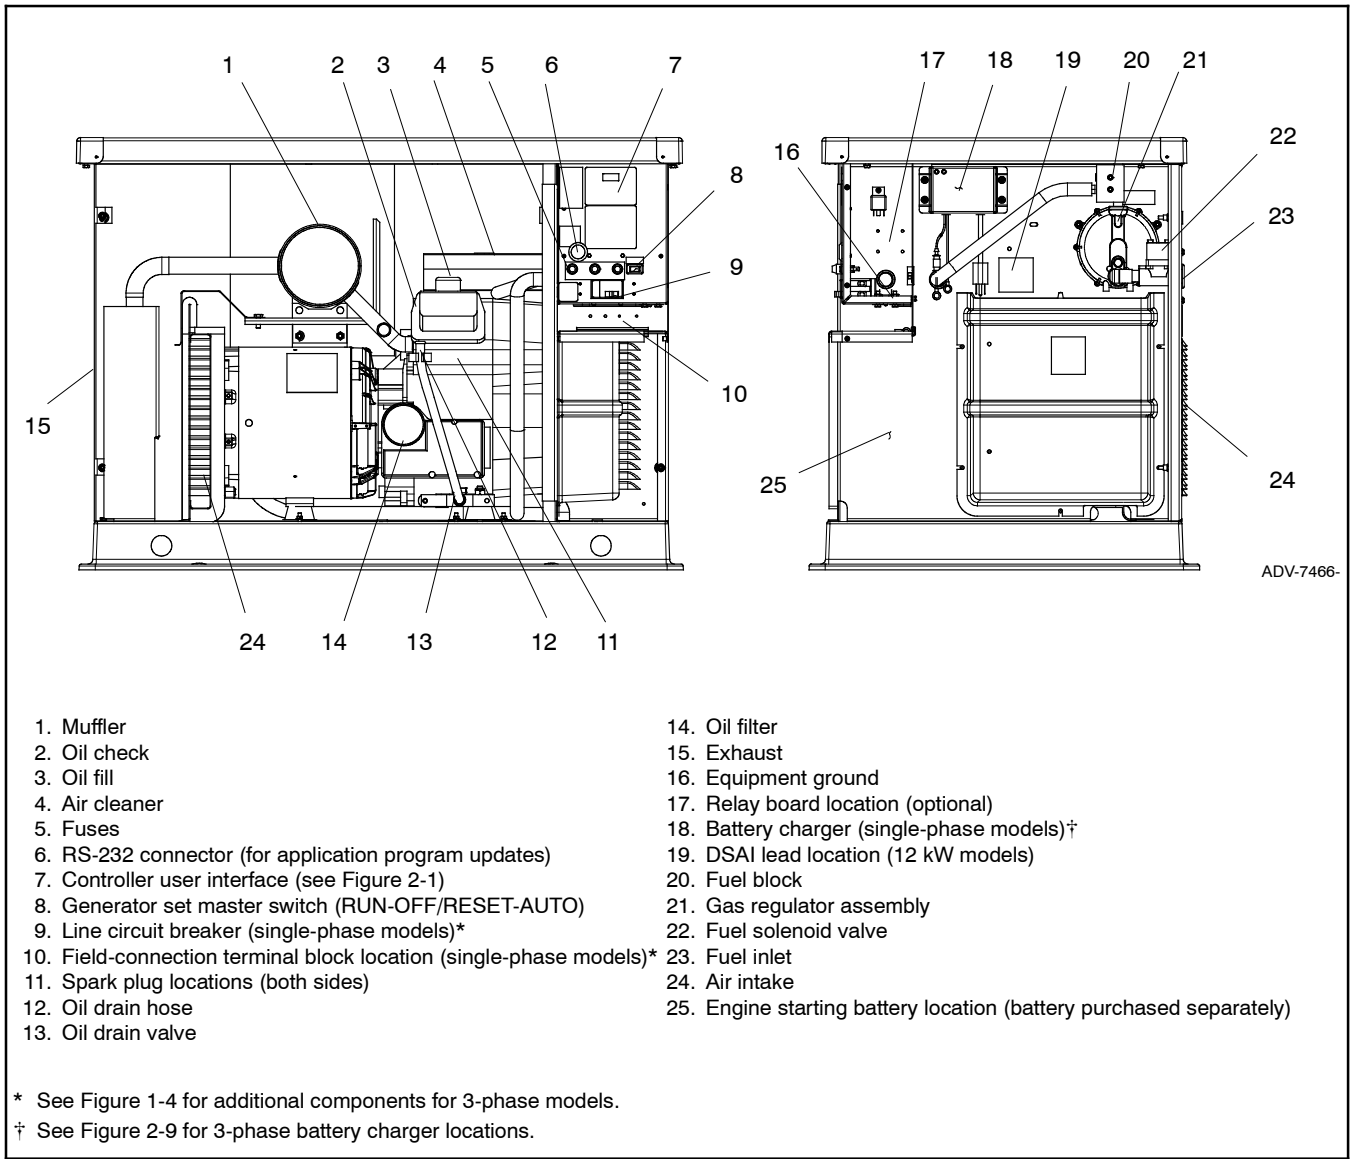 1 2 3 4 5 6 7 17 18 19 20 21
22
16
8
23
9
10
15
25 24
ADV-7466-
24 14 13 12 11
1. Muffler
2. Oil check
3. Oil fill
4. Air cleaner
5. Fuses
6. RS-232 connector (for application program updates)
7. Controller user interface (see Figure 2-1)
8. Generator set master switch (RUN-OFF/RESET-AUTO)
9. Line circuit breaker (single-phase models)*
10. Field-connection terminal block location (single-phase models)*
11. Spark plug locations (both sides)
12. Oil drain hose
13. Oil drain valve
14. Oil filter
15. Exhaust
16. Equipment ground
17. Relay board location (optional)
18. Battery charger (single-phase models)†
19. DSAI lead location (12 kW models)
20. Fuel block
21. Gas regulator assembly
22. Fuel solenoid valve
23. Fuel inlet
24. Air intake
25. Engine starting battery location (battery purchased separately)
* See Figure 1-4 for additional components for 3-phase models.
† See Figure 2-9 for 3-phase battery charger locations.